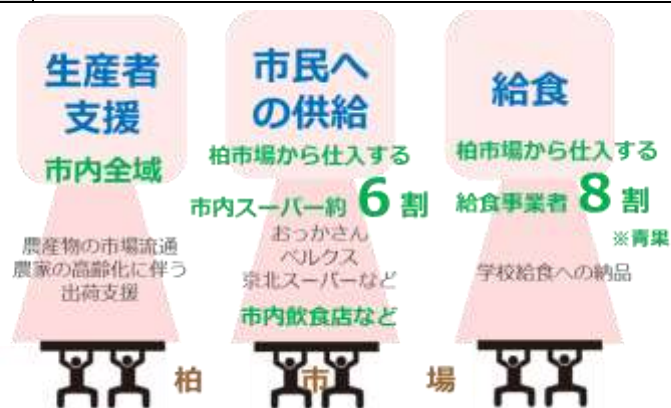 生産者
支援
市内全域
農産物の市場流通
農家の高齢化に伴う
出荷支援
市民へ
の供給
柏市場から仕入する
市内スーパー約 6 割
おっかさん
ベルクス
京北スーパーなど
市内飲食店など
給食
柏市場から仕入する
給食事業者 8 割
※青果
学校給食への納品
柏 市 場